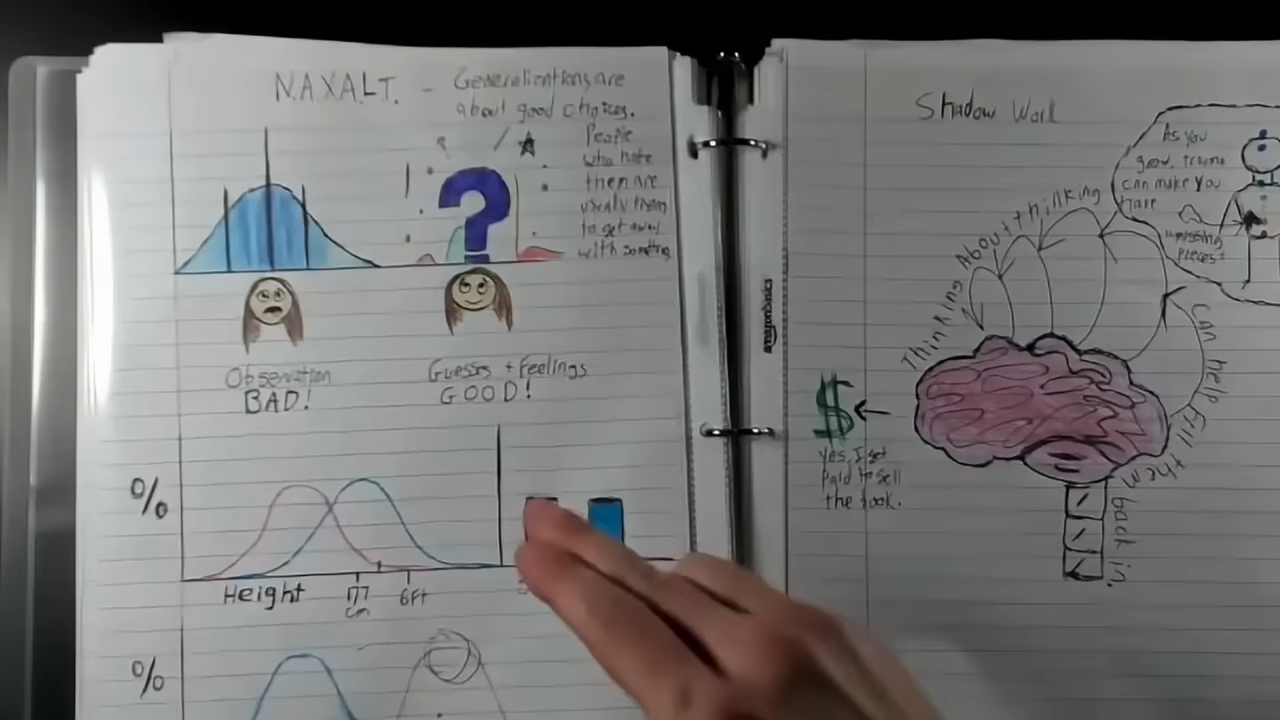 N.A.X.A.L.T. - Generalizations are
about good choices.
People
who hate
them are
usually trying
to get away
with something
Observation
BAD!
Guesses + Feelings
GOOD!
%
Height
177
cm
6Ft
%
amazonbasics
Shadow Work
As you
good, trauma
can make you
have
"missing
pieces"
Thinking About thinking
can help fill them back in.
$
Yes, I get
paid to sell
the book.